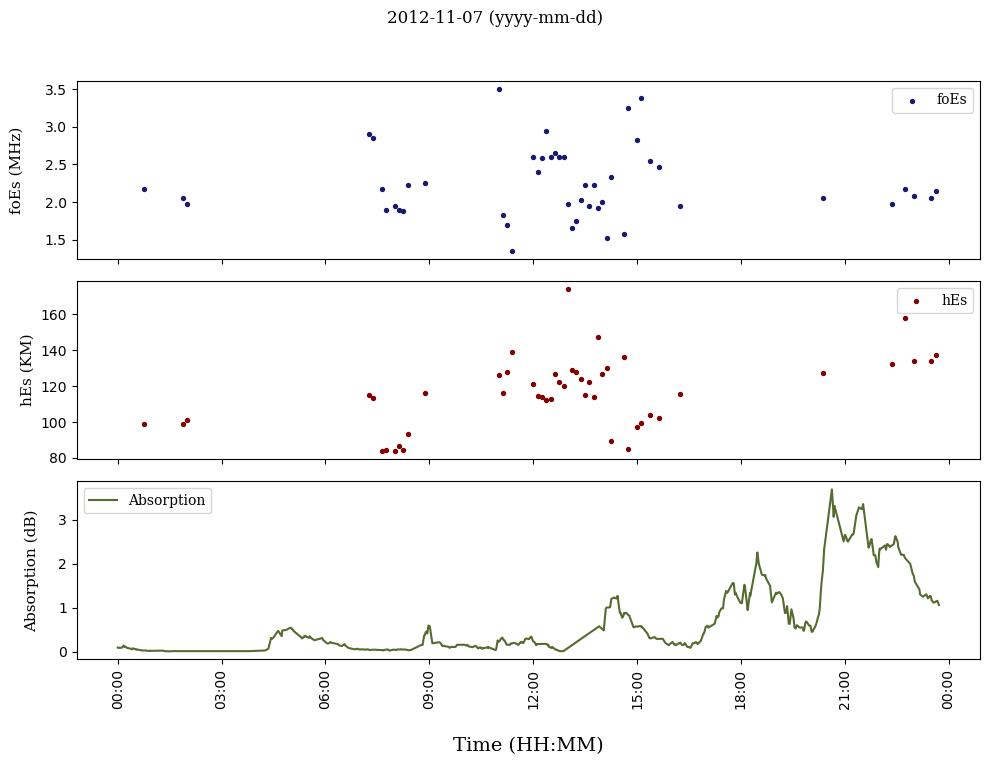 2012-11-07 (yyyy-mm-dd)
foEs (MHz)
3.5
3.0
2.5
2.0
1.5
foEs
hEs (KM)
160
140
120
100
80
hEs
Absorption (dB)
3
2
1
0
Absorption
00:00 03:00 06:00 09:00 12:00 15:00 18:00 21:00 00:00
Time (HH:MM)